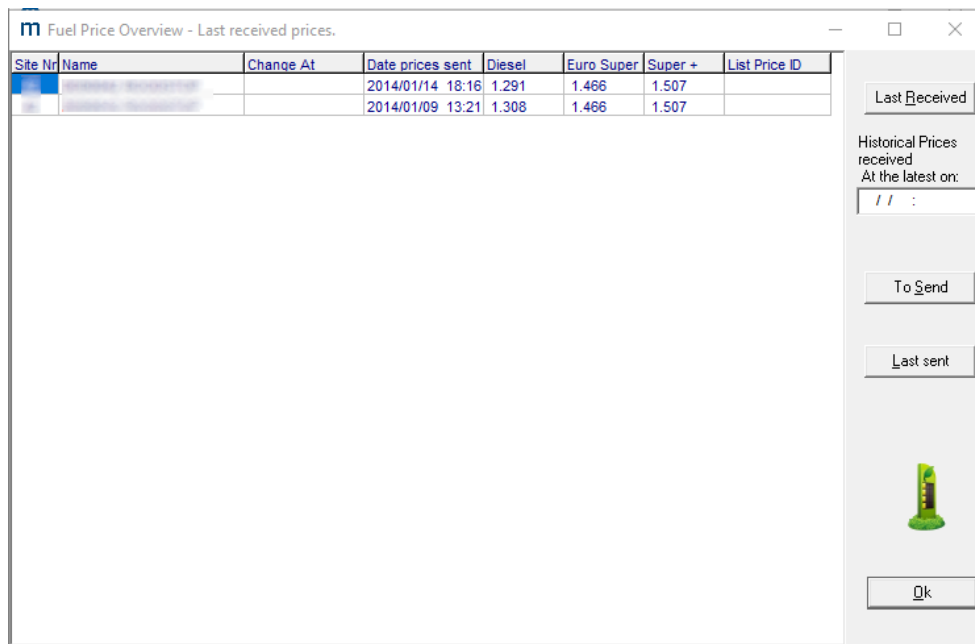 m Fuel Price Overview - Last received prices.
Site Nr Name Change At Date prices sent Diesel Euro Super Super + List Price ID
2014/01/14 18:16 1.291 1.466 1.507
2014/01/09 13:21 1.308 1.466 1.507
Last Received
Historical Prices
received
At the latest on:
/ / :
To Send
Last sent
Ok